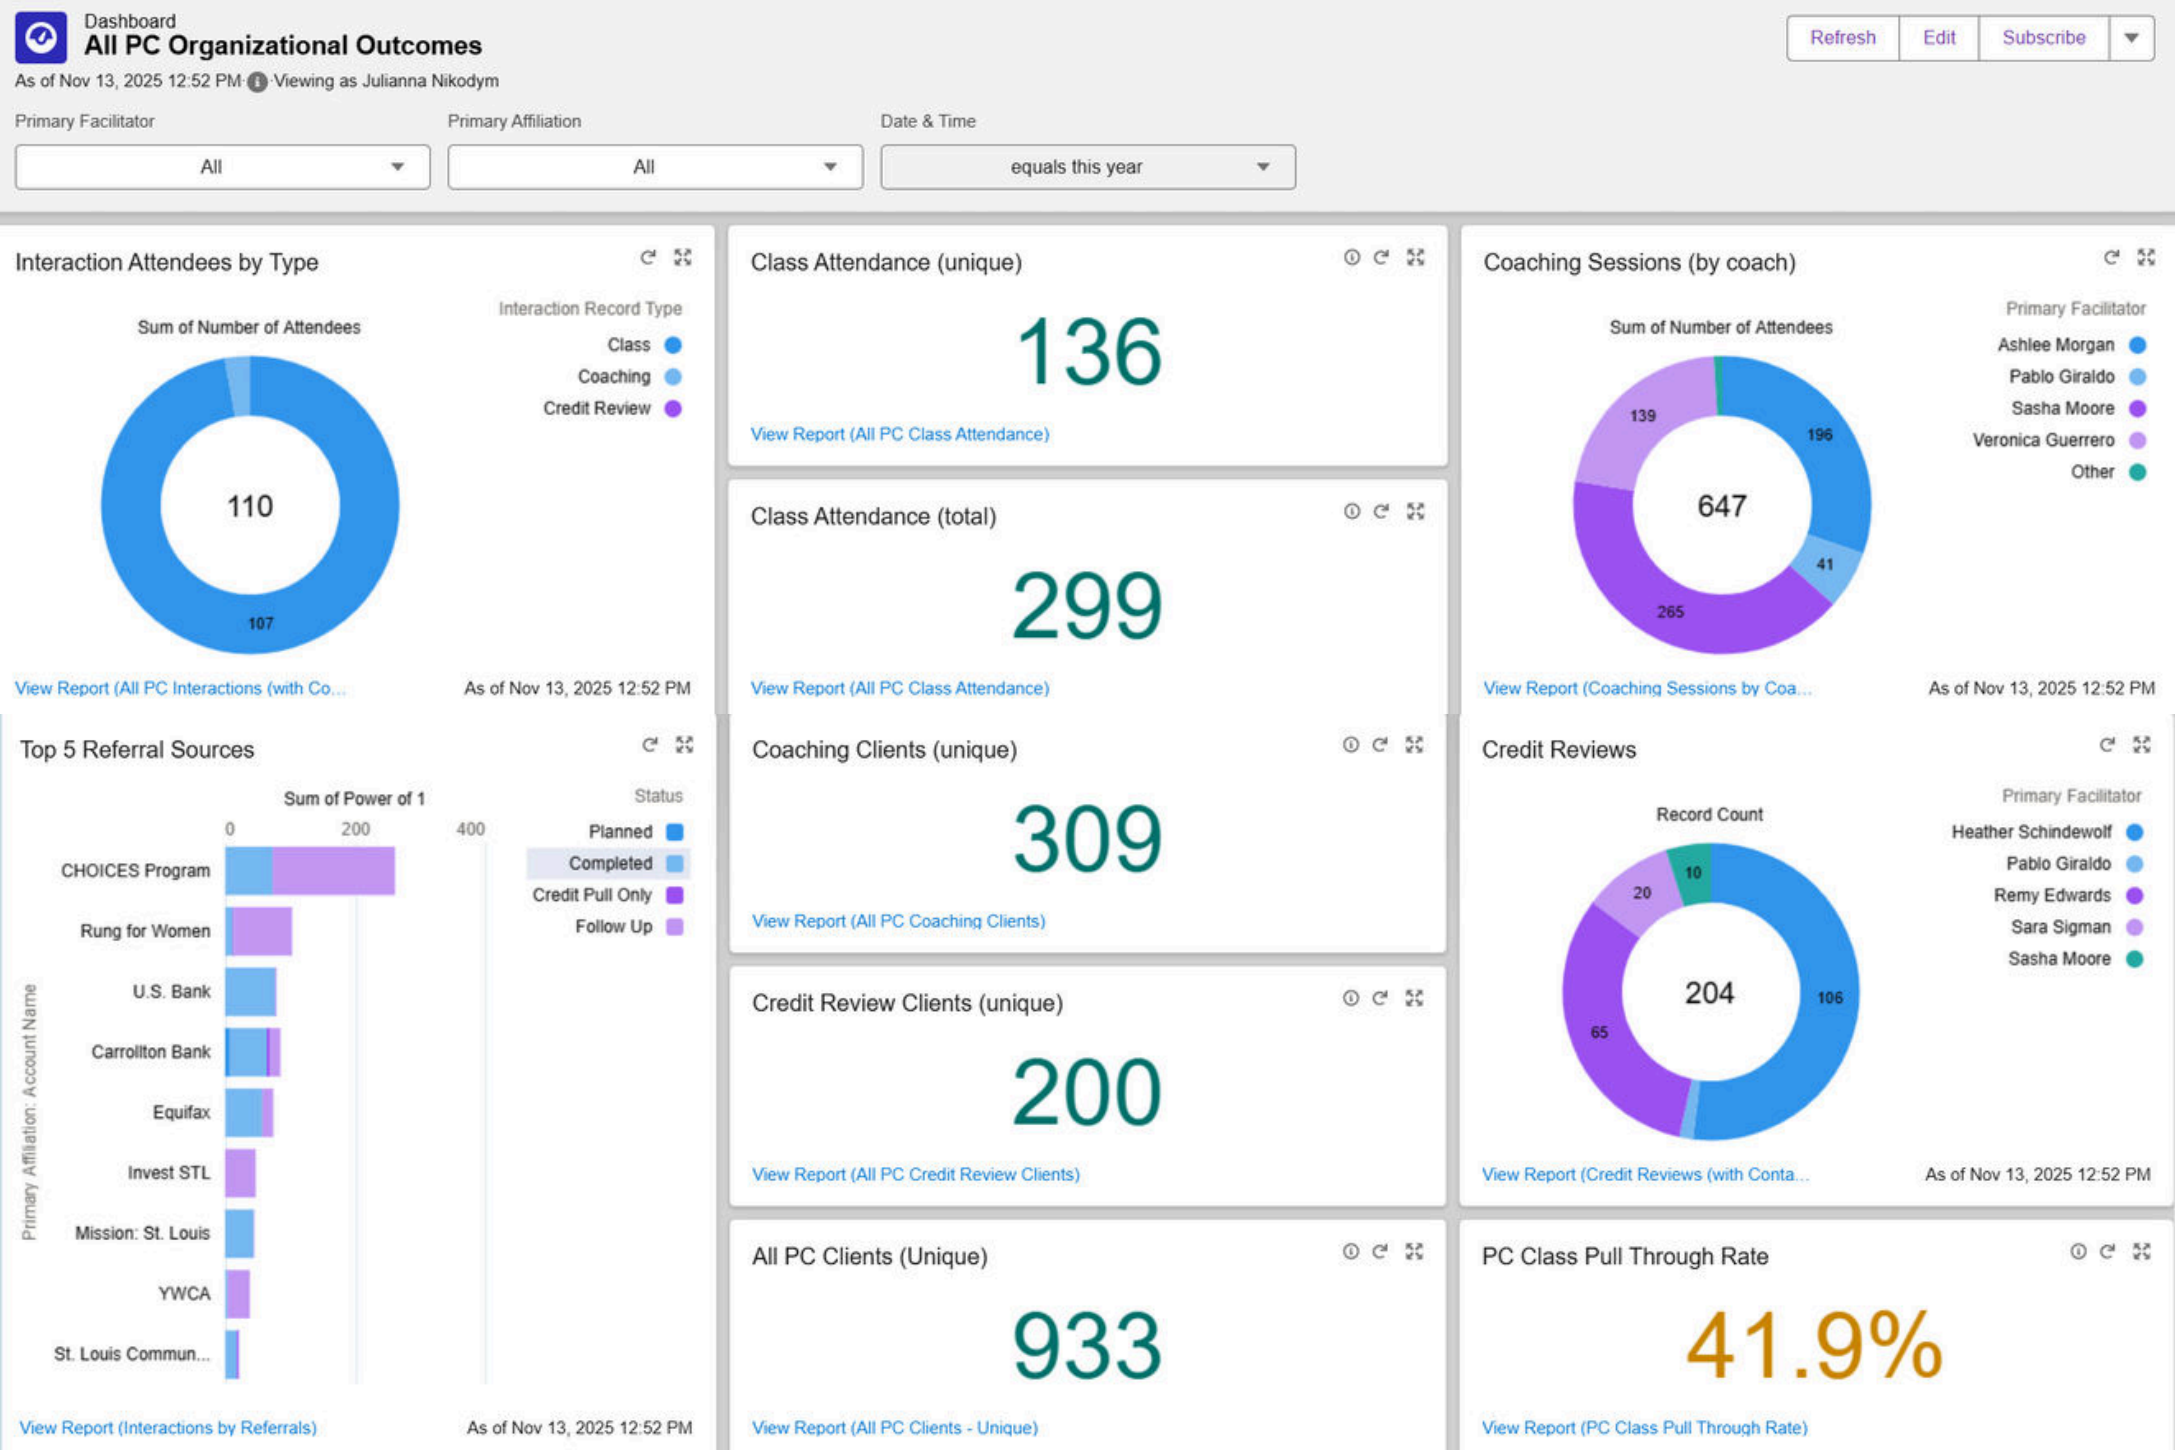 Dashboard
All PC Organizational Outcomes
As of Nov 13, 2025 12:52 PM·Viewing as Julianna Nikodym
Refresh
Edit
Subscribe
Primary Facilitator
All
Primary Affiliation
All
Date & Time
equals this year
Interaction Attendees by Type
Sum of Number of Attendees
Interaction Record Type
Class
Coaching
Credit Review
110
107
View Report (All PC Interactions (with Co...
As of Nov 13, 2025 12:52 PM
Class Attendance (unique)
136
View Report (All PC Class Attendance)
Class Attendance (total)
299
View Report (All PC Class Attendance)
Coaching Sessions (by coach)
Sum of Number of Attendees
Primary Facilitator
Ashlee Morgan
Pablo Giraldo
Sasha Moore
Veronica Guerrero
Other
139
196
647
41
265
View Report (Coaching Sessions by Coa...
As of Nov 13, 2025 12:52 PM
Top 5 Referral Sources
Sum of Power of 1
0 200 400
Status
Planned
Completed
Credit Pull Only
Follow Up
Primary Affiliation: Account Name
CHOICES Program
Rung for Women
U.S. Bank
Carrollton Bank
Equifax
Invest STL
Mission: St. Louis
YWCA
St. Louis Commun...
View Report (Interactions by Referrals)
As of Nov 13, 2025 12:52 PM
Coaching Clients (unique)
309
View Report (All PC Coaching Clients)
Credit Review Clients (unique)
200
View Report (All PC Credit Review Clients)
All PC Clients (Unique)
933
View Report (All PC Clients - Unique)
Credit Reviews
Record Count
Primary Facilitator
Heather Schindewolf
Pablo Giraldo
Remy Edwards
Sara Sigman
Sasha Moore
10
20
204
106
65
View Report (Credit Reviews (with Conta...
As of Nov 13, 2025 12:52 PM
PC Class Pull Through Rate
41.9%
View Report (PC Class Pull Through Rate)